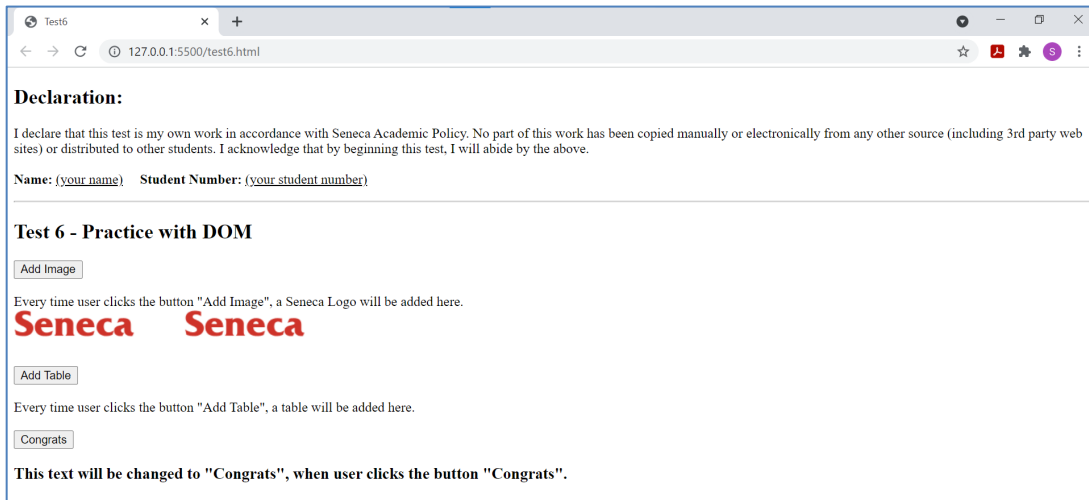 Test6
127.0.0.1:5500/test6.html
S
Declaration:
I declare that this test is my own work in accordance with Seneca Academic Policy. No part of this work has been copied manually or electronically from any other source (including 3rd party web
sites) or distributed to other students. I acknowledge that by beginning this test, I will abide by the above.
Name: (your name) Student Number: (your student number)
Test 6 - Practice with DOM
Add Image
Every time user clicks the button "Add Image", a Seneca Logo will be added here.
Seneca Seneca
Add Table
Every time user clicks the button "Add Table", a table will be added here.
Congrats
This text will be changed to "Congrats", when user clicks the button "Congrats".